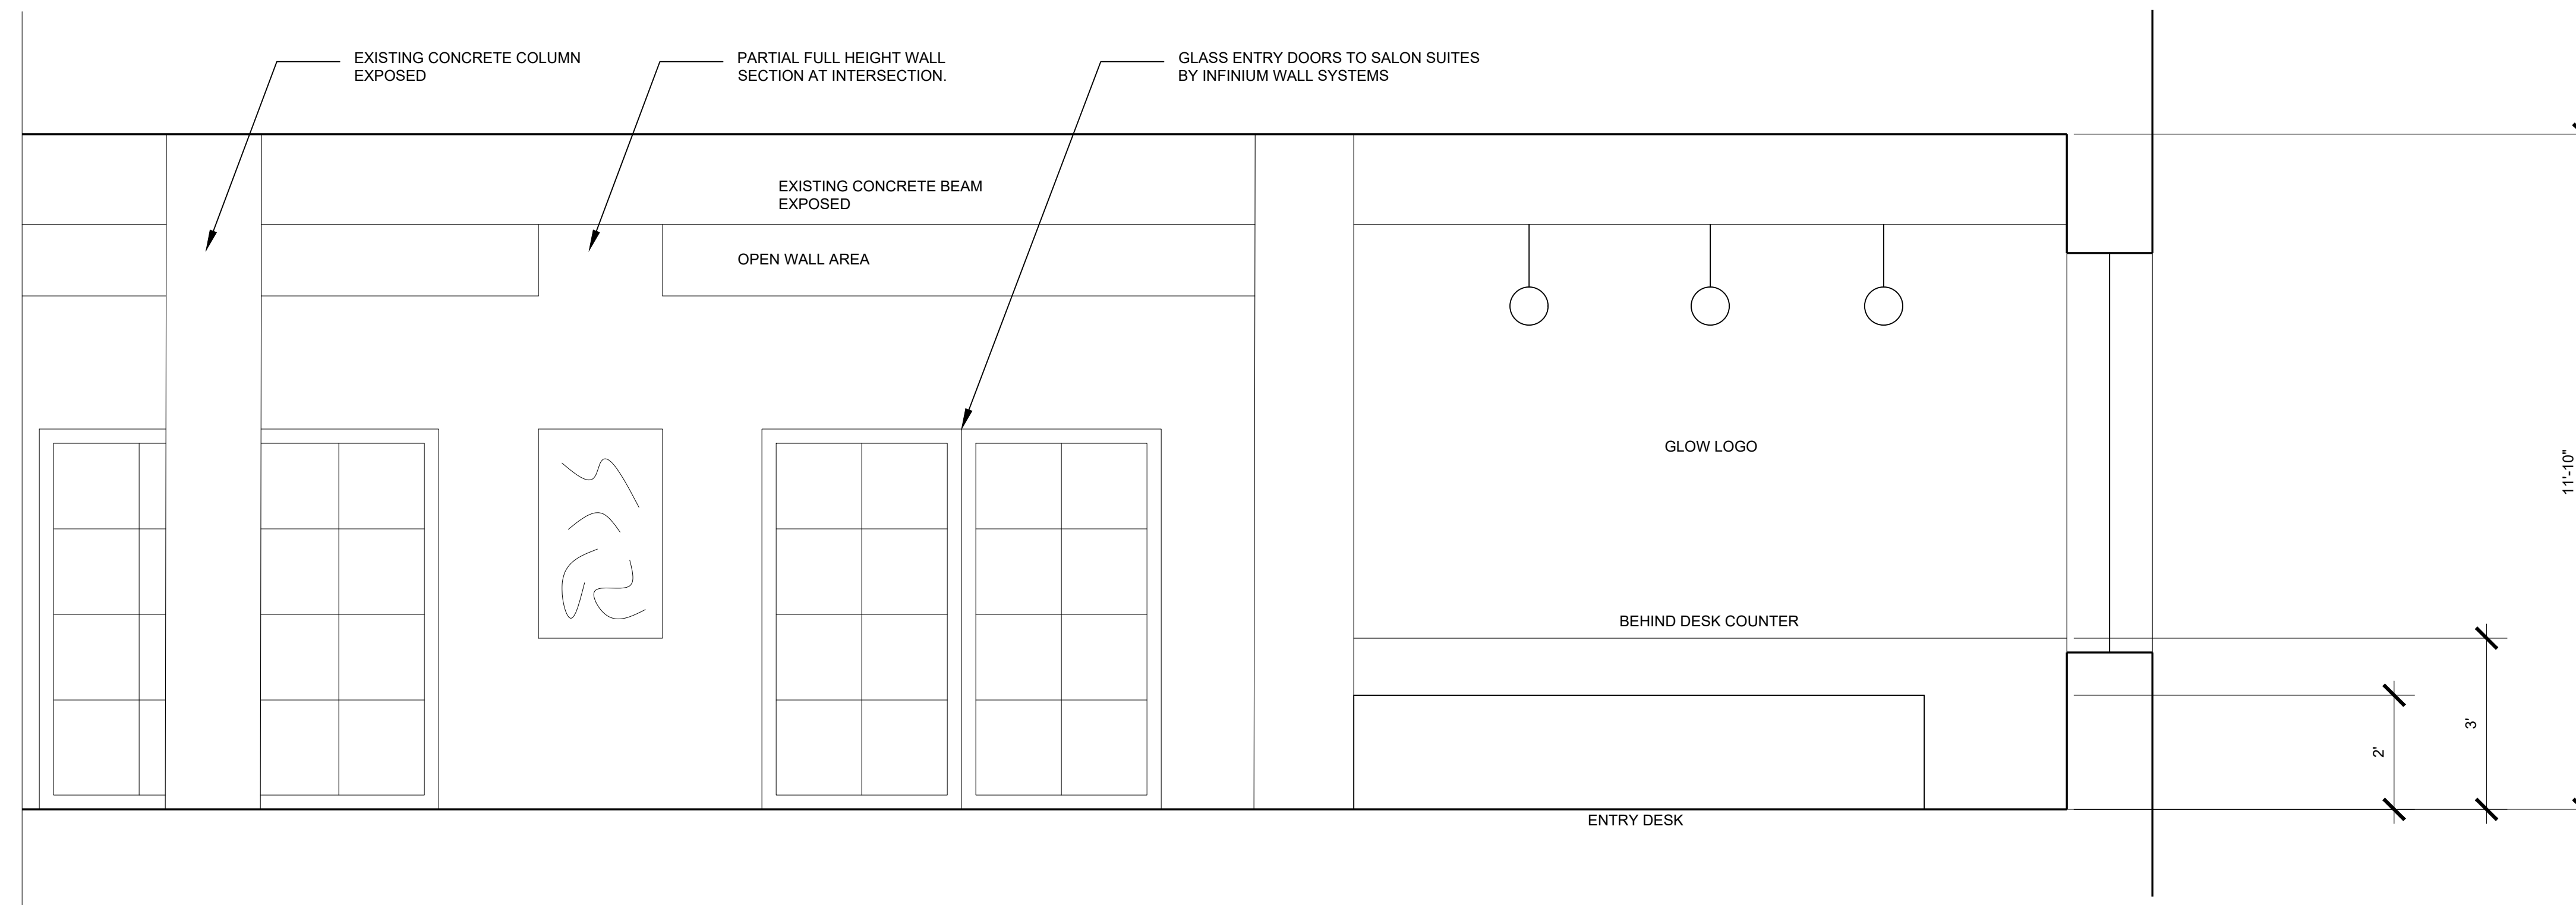 EXISTING CONCRETE COLUMN
EXPOSED
PARTIAL FULL HEIGHT WALL
SECTION AT INTERSECTION.
GLASS ENTRY DOORS TO SALON SUITES
BY INFINIUM WALL SYSTEMS
EXISTING CONCRETE BEAM
EXPOSED
OPEN WALL AREA
GLOW LOGO
BEHIND DESK COUNTER
ENTRY DESK
2'
3'
11'-10"